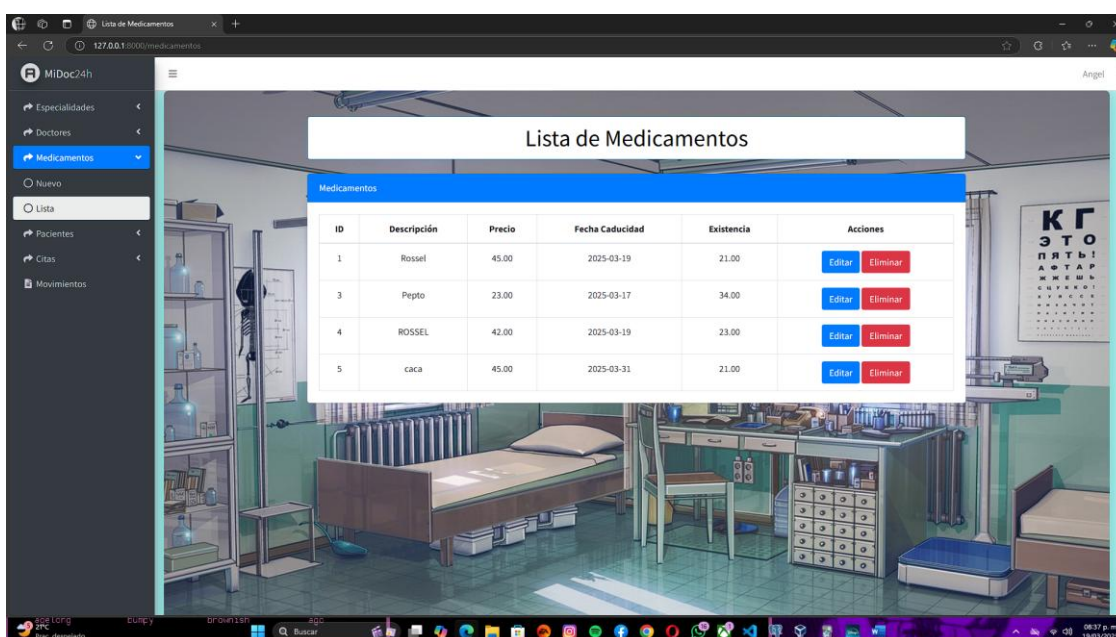 Lista de Medicamentos
127.0.0.1:8000/medicamentos
MiDoc24h
Angel
Especialidades
Doctores
Medicamentos
Nuevo
Lista
Pacientes
Citas
Movimientos
Lista de Medicamentos
Medicamentos
ID Descripción Precio Fecha Caducidad Existencia Acciones
1 Rossel 45.00 2025-03-19 21.00 Editar Eliminar
3 Pepto 23.00 2025-03-17 34.00 Editar Eliminar
4 ROSSEL 42.00 2025-03-19 23.00 Editar Eliminar
5 caca 45.00 2025-03-31 21.00 Editar Eliminar
К Г
Э Т О
П Я Т Ь !
А Ф Т А Р
bumpy brownish
21°C
Buscar
08:37 p.